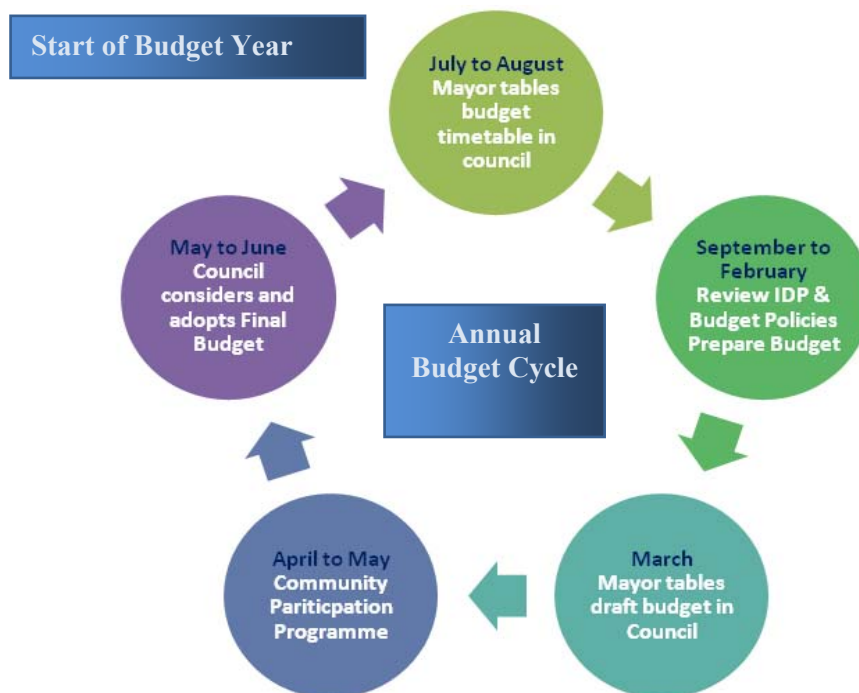 Start of Budget Year
July to August
Mayor tables
budget
timetable in
council
September to
February
Review IDP &
Budget Policies
Prepare Budget
March
Mayor tables
draft budget in
Council
April to May
Community
Pariticpation
Programme
May to June
Council
considers and
adopts Final
Budget
Annual
Budget Cycle